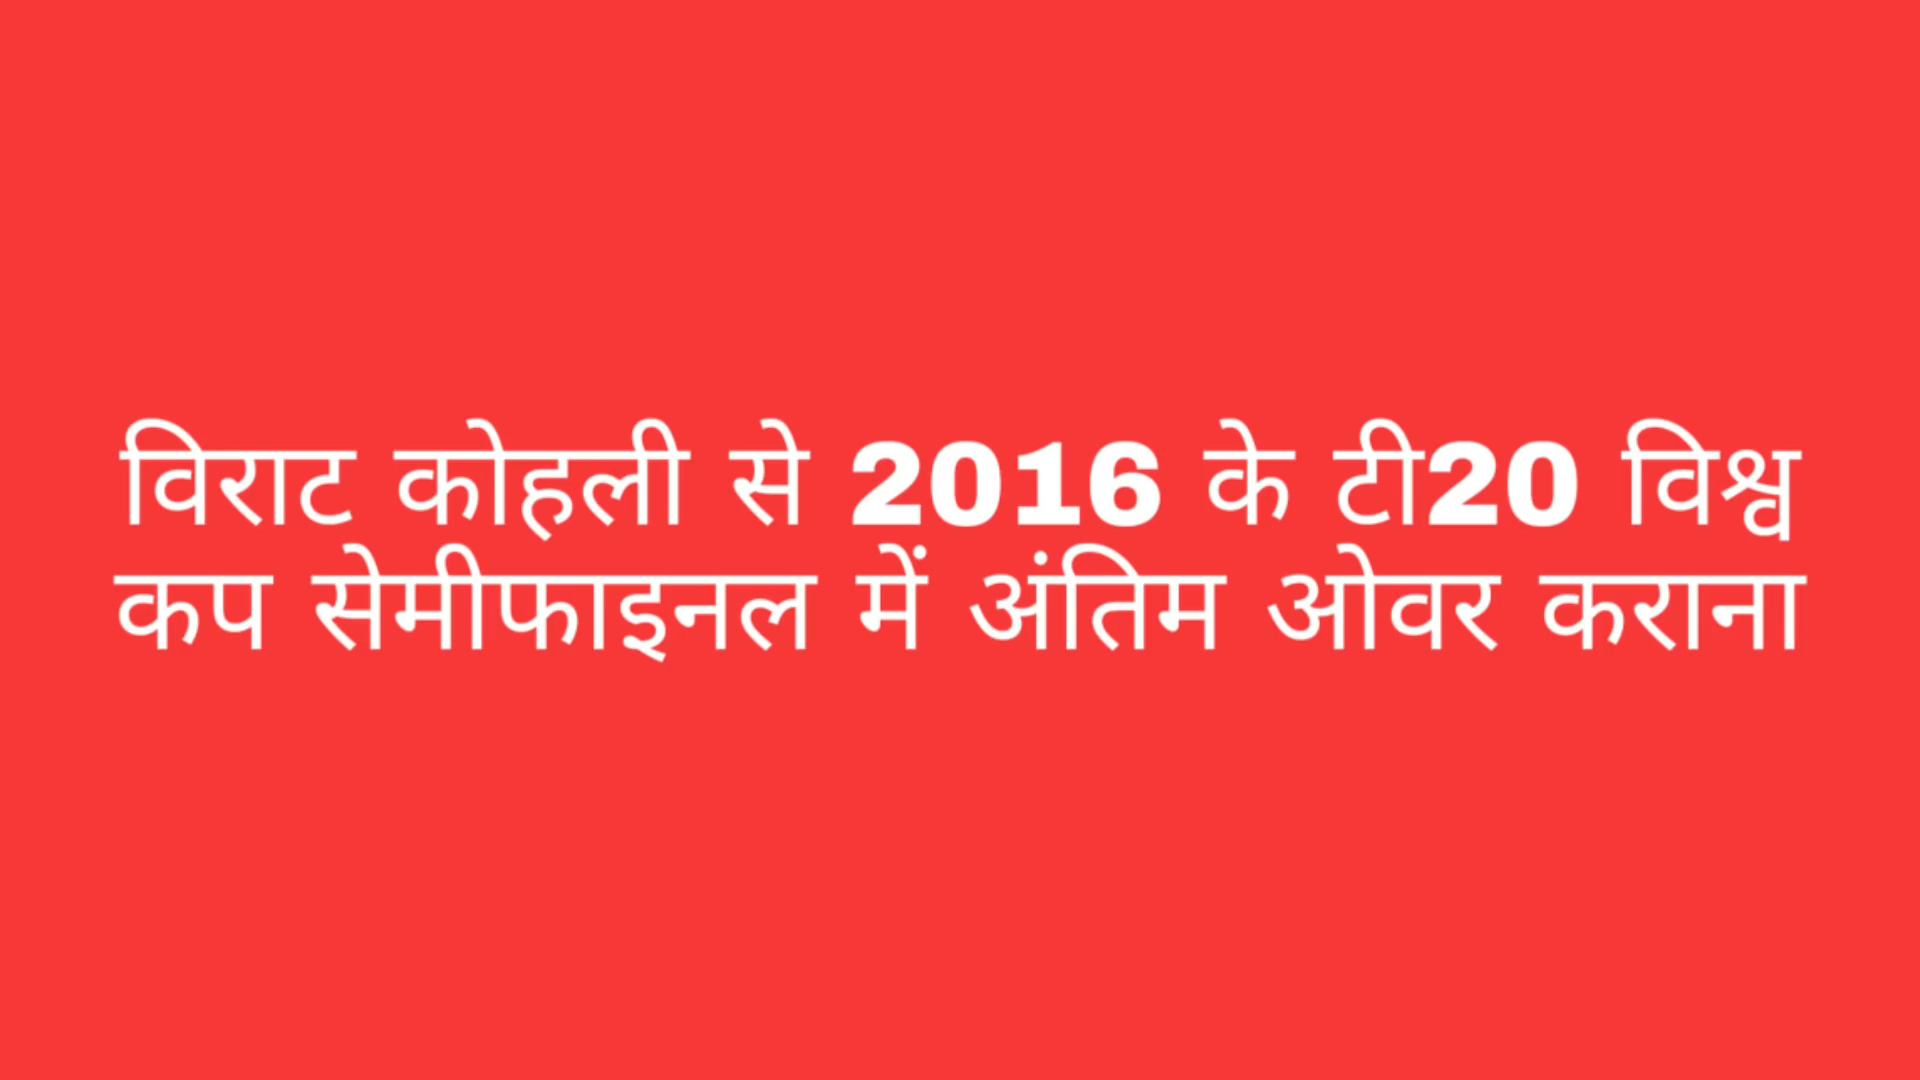 विराट कोहली से 2016 के टी20 विश्व
कप सेमीफाइनल में अंतिम ओवर कराना